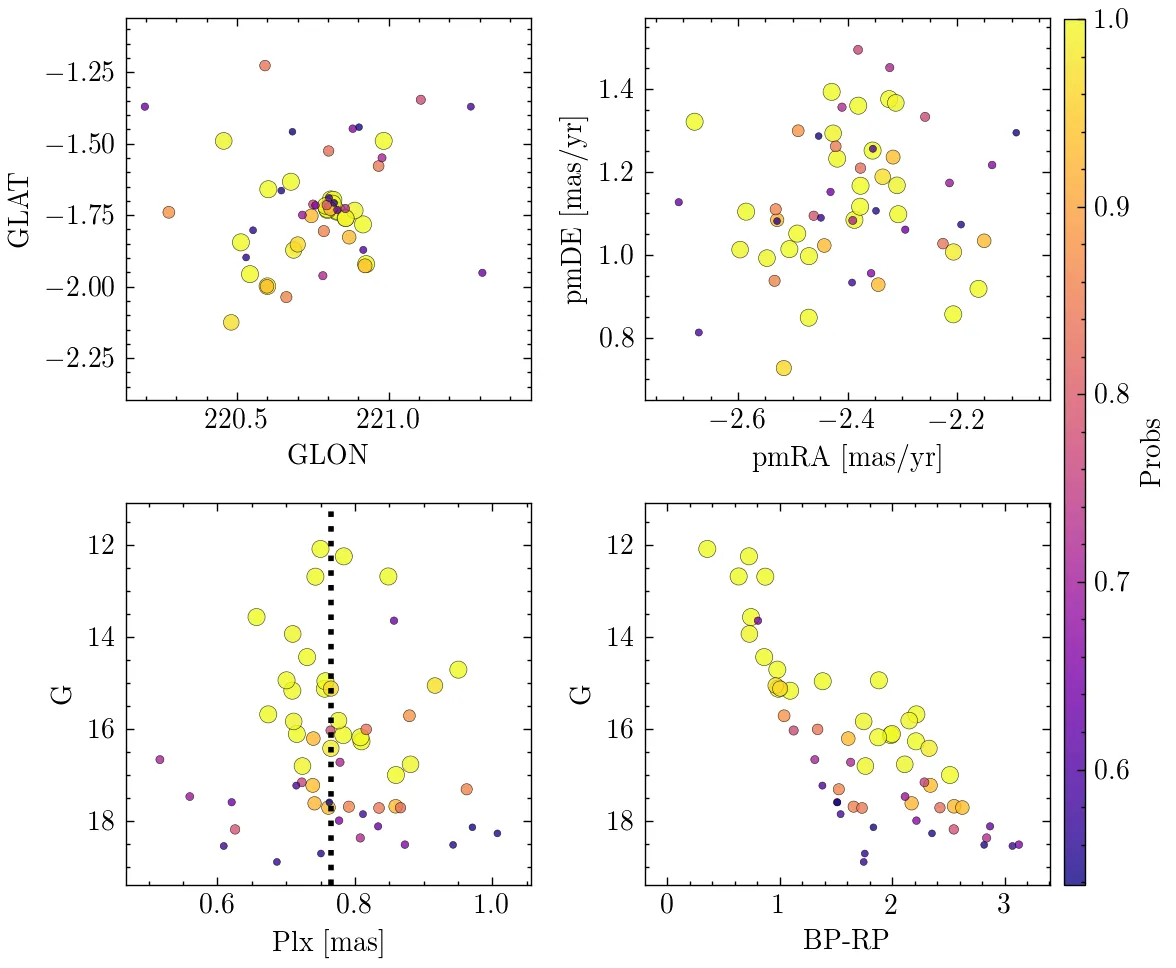 −1.25
−1.50
−1.75
−2.00
−2.25
GLAT
220.5 221.0
GLON
1.4
1.2
1.0
0.8
pmDE [mas/yr]
−2.6 −2.4 −2.2
pmRA [mas/yr]
12
14
16
18
G
0.6 0.8 1.0
Plx [mas]
12
14
16
18
G
0 1 2 3
BP-RP
1.0
0.9
0.8
0.7
0.6
Probs